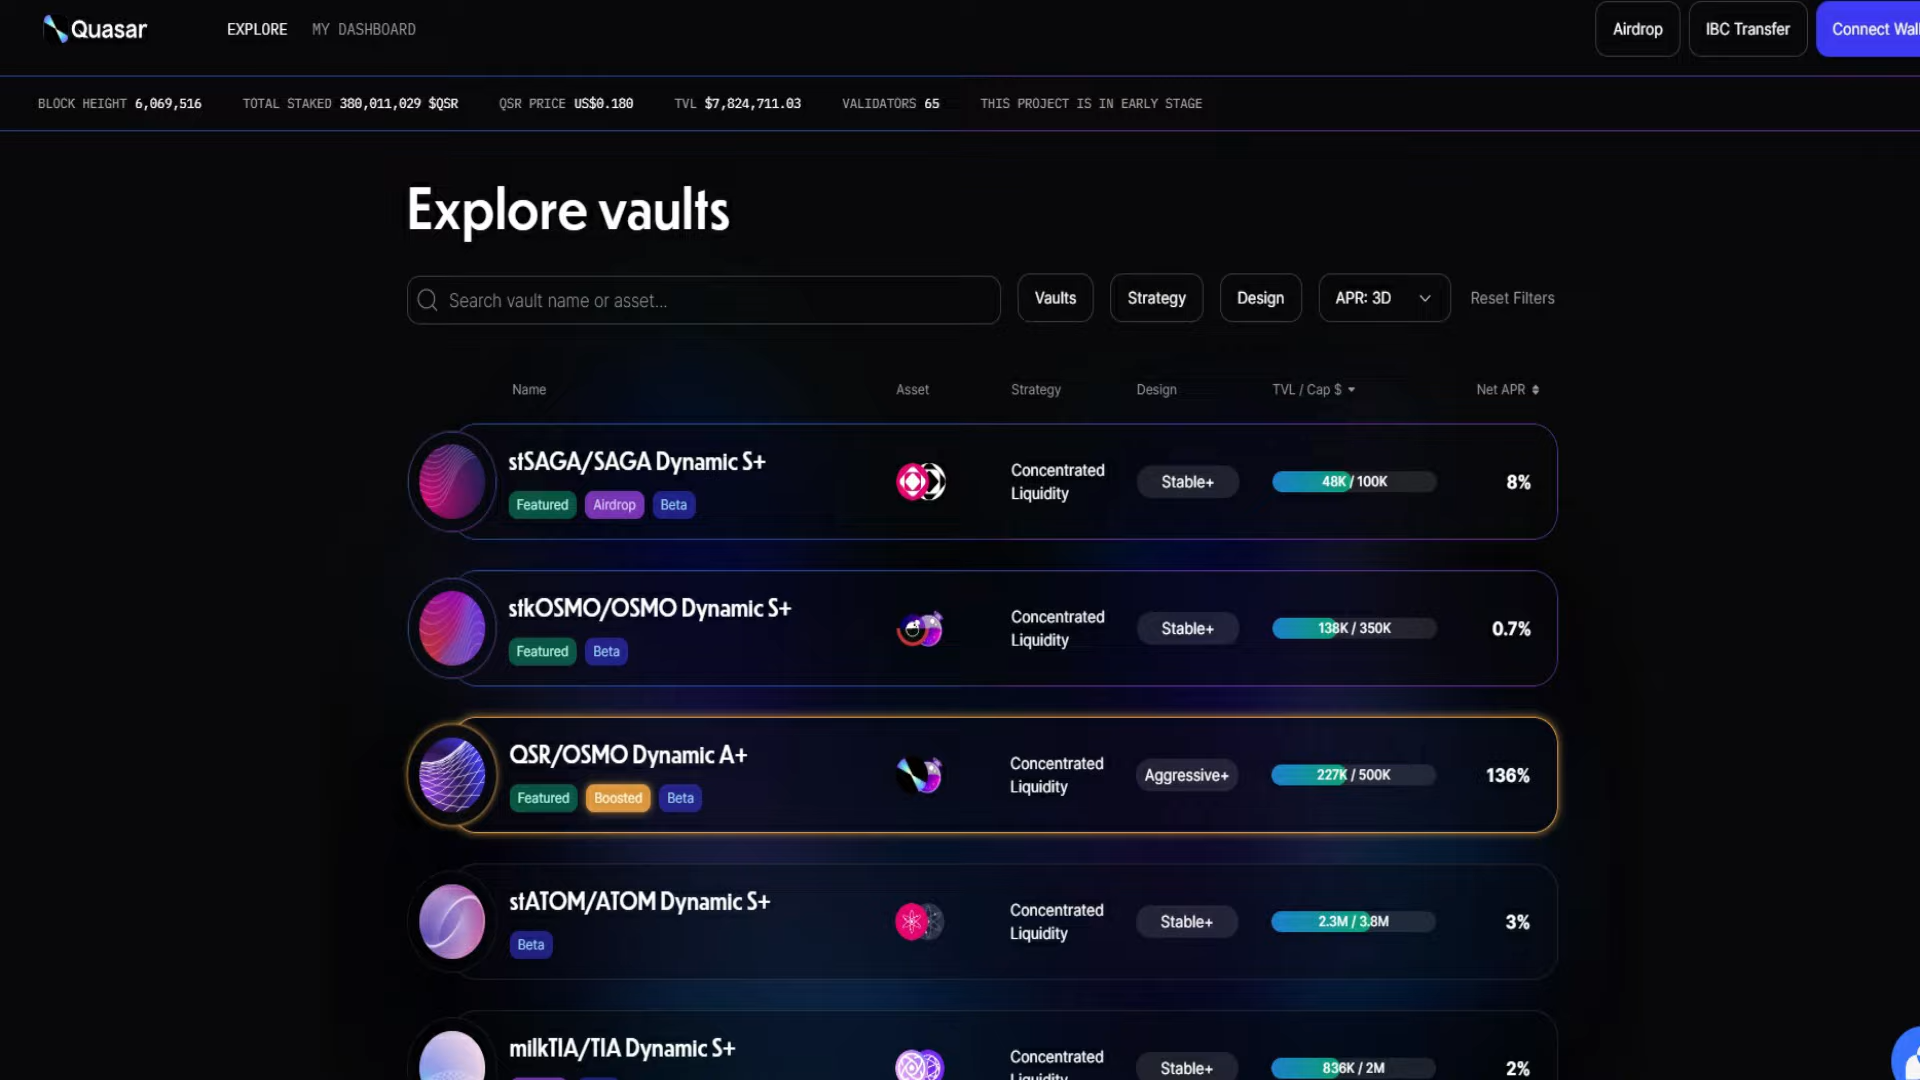 Quasar
EXPLORE MY DASHBOARD
Airdrop
IBC Transfer
Connect
BLOCK HEIGHT 6,069,516 TOTAL STAKED 380,011,029 $QSR QSR PRICE US$0.180 TVL $7,824,711.03 VALIDATORS 65 THIS PROJECT IS IN EARLY STAGE
Explore vaults
Search vault name or asset...
Vaults
Strategy
Design
APR: 3D
Reset Filters
Name Asset Strategy Design TVL / Cap $ Net APR
stSAGA/SAGA Dynamic S+
Featured Airdrop Beta
Concentrated
Liquidity
Stable+
48K / 100K
8%
stkOSMO/OSMO Dynamic S+
Featured Beta
Concentrated
Liquidity
Stable+
138K / 350K
0.7%
QSR/OSMO Dynamic A+
Featured Boosted Beta
Concentrated
Liquidity
Aggressive+
227K / 500K
136%
stATOM/ATOM Dynamic S+
Beta
Concentrated
Liquidity
Stable+
2.3M / 3.8M
3%
milkTIA/TIA Dynamic S+
Concentrated
Liquidity
Stable+
836K / 2M
2%